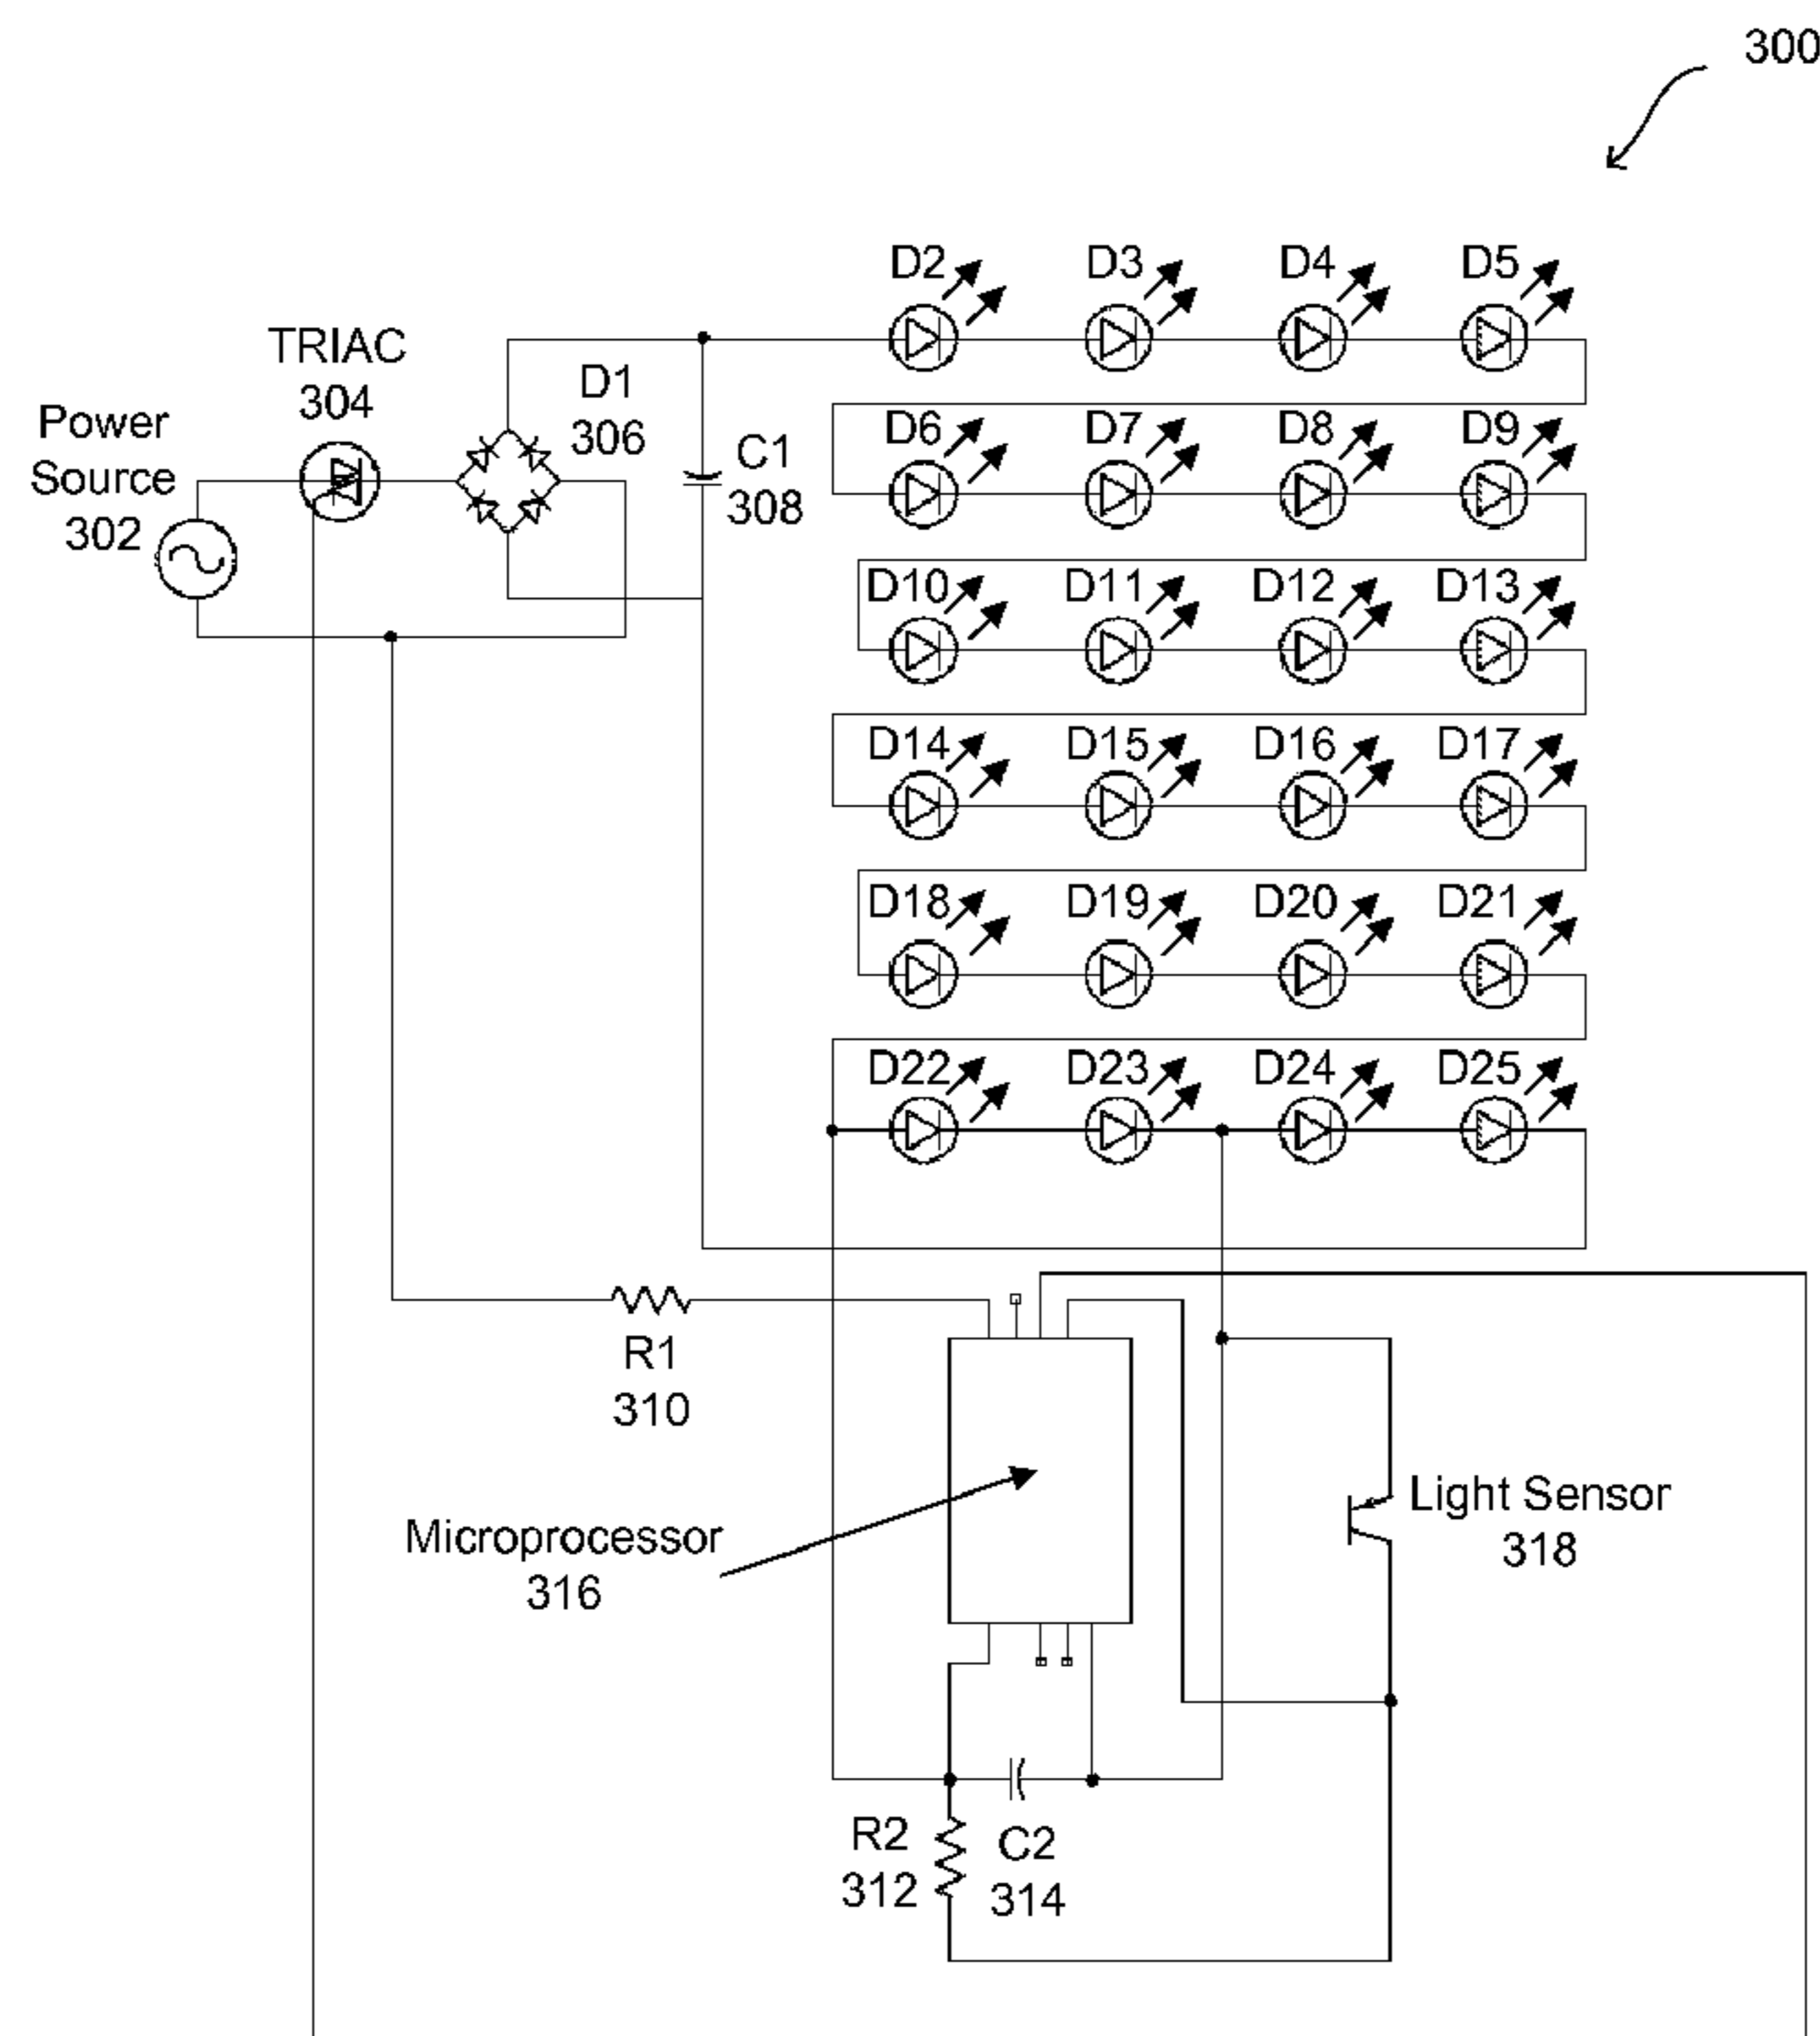 300
D2
D3
D4
D5
TRIAC
304
D1
306
Power
Source
302
C1
308
D6
D7
D8
D9
D10
D11
D12
D13
D14
D15
D16
D17
D18
D19
D20
D21
D22
D23
D24
D25
R1
310
Microprocessor
316
Light Sensor
318
R2
312
C2
314